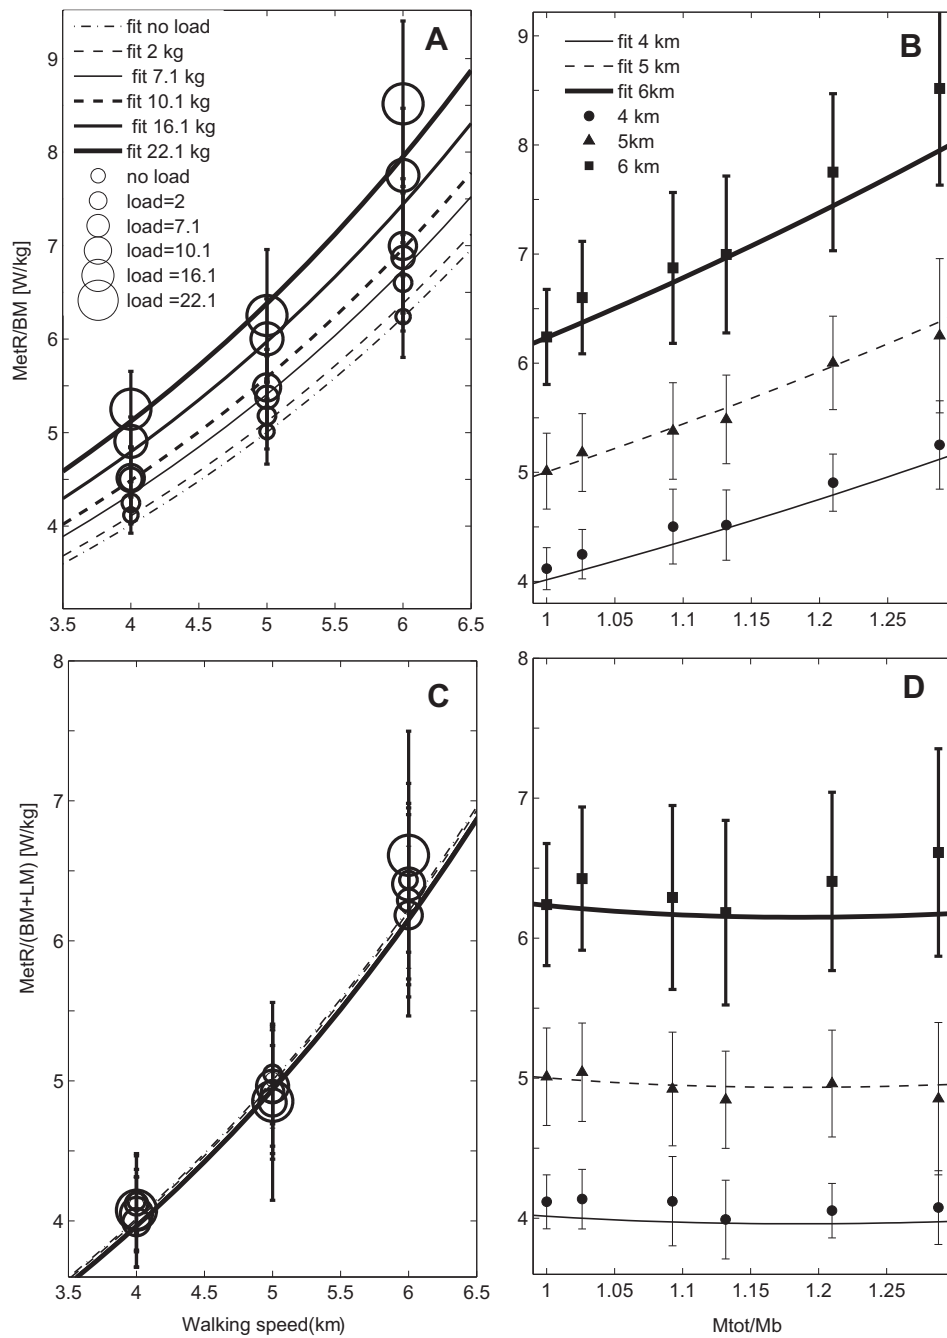 A
fit no load
fit 2 kg
fit 7.1 kg
fit 10.1 kg
fit 16.1 kg
fit 22.1 kg
no load
load=2
load=7.1
load=10.1
load =16.1
load =22.1
MetR/BM [W/kg]
9
8
7
6
5
4
3.5
4
4.5
5
5.5
6
6.5
B
fit 4 km
fit 5 km
fit 6km
4 km
5km
6 km
9
8
7
6
5
4
1
1.05
1.1
1.15
1.20
1.25
C
MetR/(BM+LM) [W/kg]
8
7
6
5
4
3.5
4
4.5
5
5.5
6
6.5
Walking speed(km)
D
8
7
6
5
4
1
1.05
1.1
1.15
1.20
1.25
Mtot/Mb